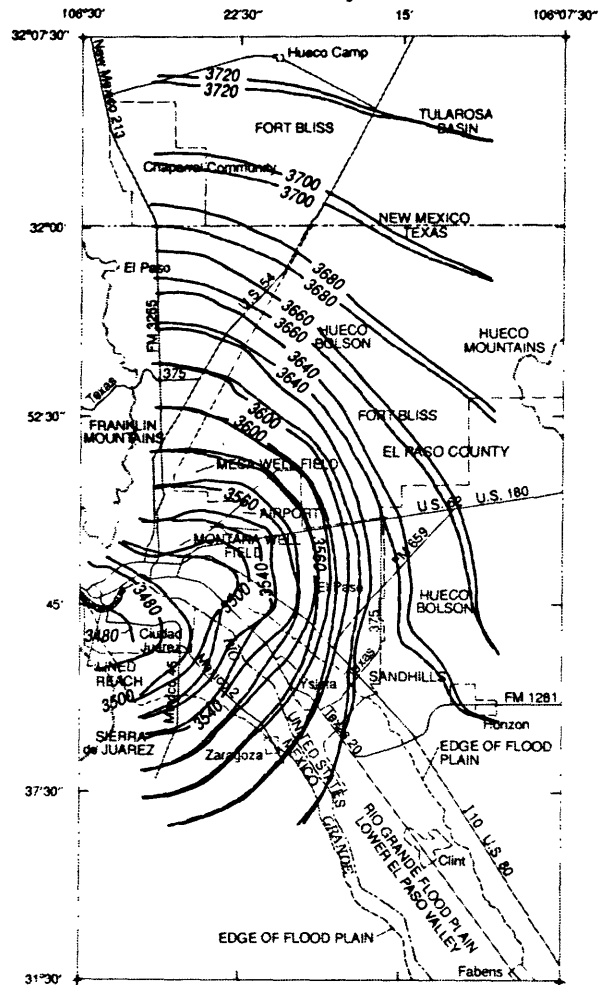 106°30'
22'30"
15'
106°07'30"
32°07'30"
Hueco Camp
New Mexico 213
3720
3720
TULAROSA
BASIN
FORT BLISS
Chaparral Community
3700
3700
NEW MEXICO
TEXAS
32°00'
El Paso
3680
3680
U.S. 54
3660
3660
HUECO
BOLSON
HUECO
MOUNTAINS
FM 3255
3640
3640
375
Texas
52'30"
FRANKLIN
MOUNTAINS
3600
3600
FORT BLISS
EL PASO COUNTY
MESA WELL FIELD
3560
AIRPORT
U.S. 62
U.S. 180
MONTANA WELL
FIELD
3560
FM 659
3540
3500
El Paso
HUECO
BOLSON
45'
3480
3480
Ciudad
Juarez
375
Texas
LINED
REACH
3500
Mexico 45
Mexico 2
RIO
3540
Ysleta
SANDHILLS
FM 1281
Horizon
SIERRA
de JUAREZ
Zaragoza
UNITED STATES
MEXICO
Texas 20
EDGE OF FLOOD
PLAIN
37'30"
GRANDE
I 10 U.S. 80
RIO GRANDE FLOOD PLAIN
LOWER EL PASO VALLEY
Clint
EDGE OF FLOOD PLAIN
Fabens
31°30'